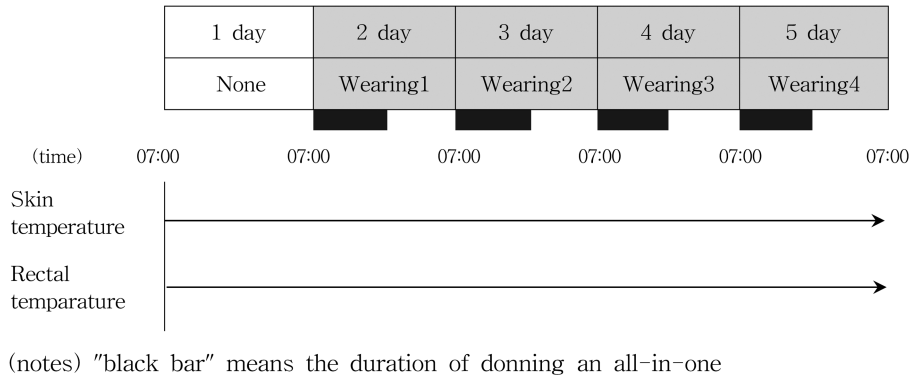 1 day 2 day 3 day 4 day 5 day
None Wearing1 Wearing2 Wearing3 Wearing4
(time) 07:00 07:00 07:00 07:00 07:00 07:00
Skin
temperature
Rectal
temparature
(notes) "black bar" means the duration of donning an all-in-one